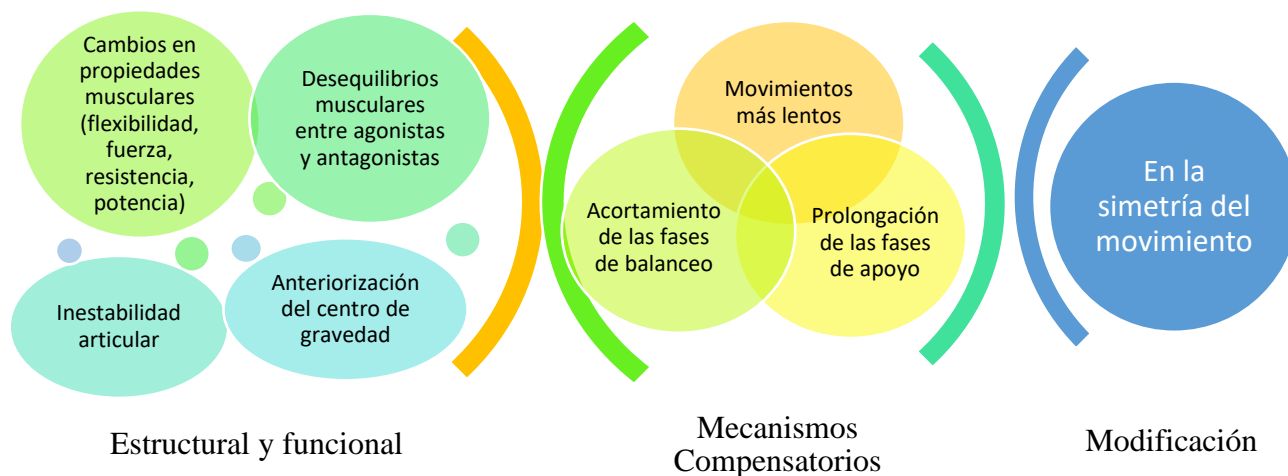 Cambios en
propiedades
musculares
(flexibilidad,
fuerza,
resistencia,
potencia)
Desequilibrios
musculares
entre agonistas
y antagonistas
Inestabilidad
articular
Anteriorización
del centro de
gravedad
Estructural y funcional
Movimientos
más lentos
Acortamiento
de las fases
de balanceo
Prolongación
de las fases
de apoyo
Mecanismos
Compensatorios
En la
simetría del
movimiento
Modificación